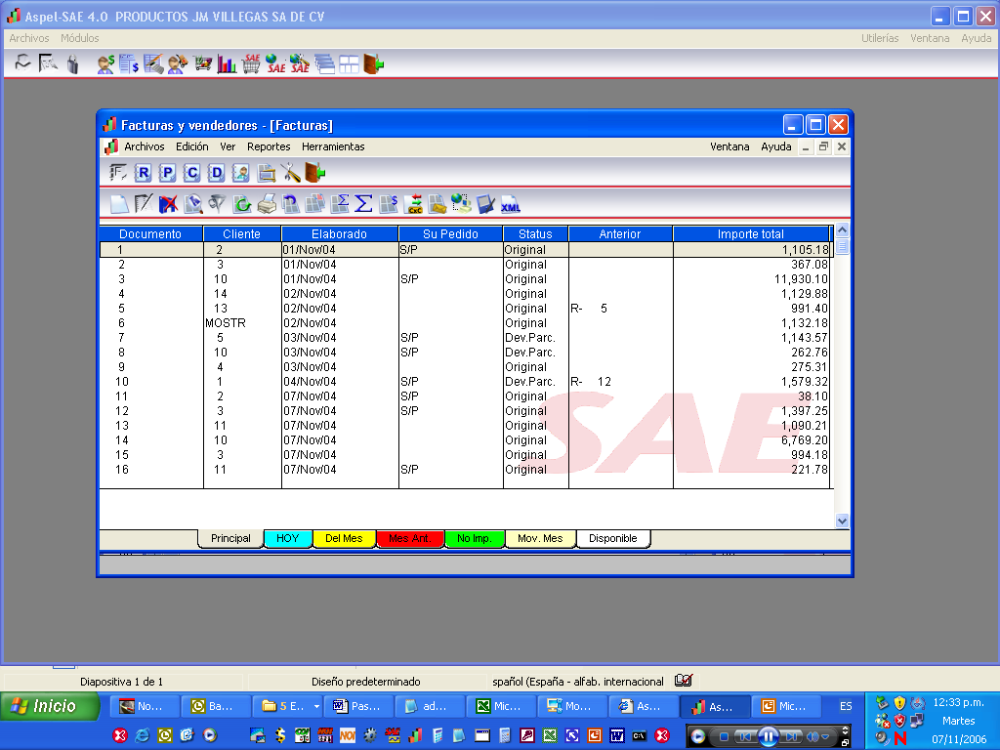 Aspel-SAE 4.0 PRODUCTOS JM VILLEGAS SA DE CV
Archivos Módulos Utilerías Ventana Ayuda
Facturas y vendedores - [Facturas]
Archivos Edición Ver Reportes Herramientas Ventana Ayuda
R P C D
CxC XML
Documento Cliente Elaborado Su Pedido Status Anterior Importe total
1 2 01/Nov/04 S/P Original 1,105.18
2 3 01/Nov/04 Original 367.08
3 10 01/Nov/04 S/P Original 11,930.10
4 14 02/Nov/04 Original 1,129.88
5 13 02/Nov/04 Original R- 5 991.40
6 MOSTR 02/Nov/04 Original 1,132.18
7 5 03/Nov/04 S/P Dev.Parc. 1,143.57
8 10 03/Nov/04 S/P Dev.Parc. 262.76
9 4 03/Nov/04 Original 275.31
10 1 04/Nov/04 S/P Dev.Parc. R- 12 1,579.32
11 2 07/Nov/04 S/P Original 38.10
12 3 07/Nov/04 S/P Original 1,397.25
13 11 07/Nov/04 Original 1,090.21
14 10 07/Nov/04 Original 6,769.20
15 3 07/Nov/04 Original 994.18
16 11 07/Nov/04 S/P Original 221.78
SAE
Principal HOY Del Mes Mes Ant. No Imp. Mov. Mes Disponible
Diapositiva 1 de 1 Diseño predeterminado spañol (España - alfab. internacional
Inicio No... Ba... 5 E... Pas... ad... Mic... Mo... As... As... Mic... ES 12:33 p.m.
Martes
07/11/2006